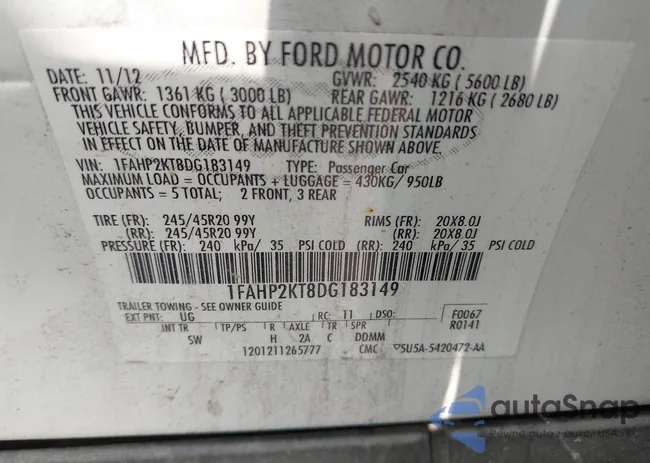 MFD. BY FORD MOTOR CO.
DATE: 11/12 GVWR: 2540 KG ( 5600 LB)
FRONT GAWR: 1361 KG ( 3000 LB) REAR GAWR: 1216 KG ( 2680 LB)
THIS VEHICLE CONFORMS TO ALL APPLICABLE FEDERAL MOTOR
VEHICLE SAFETY, BUMPER, AND THEFT PREVENTION STANDARDS
IN EFFECT ON THE DATE OF MANUFACTURE SHOWN ABOVE.
VIN: 1FAHP2KT8DG183149 TYPE: Passenger Car
MAXIMUM LOAD = OCCUPANTS + LUGGAGE = 430KG/ 950LB
OCCUPANTS = 5 TOTAL; 2 FRONT, 3 REAR
TIRE (FR): 245/45R20 99Y RIMS (FR): 20X8.0J
(RR): 245/45R20 99Y (RR): 20X8.0J
PRESSURE (FR): 240 kPa/ 35 PSI COLD (RR): 240 kPa/ 35 PSI COLD
1FAHP2KT8DG183149
TRAILER TOWING - SEE OWNER GUIDE
EXT PNT: UG RC: 11 DSO: F0067
R0141
INT TR TP/PS R AXLE TR SPR
SW H 2A C DDMM
1201211265777 CMC 5U5A-5420472-AA
autoSnap
Pewne auto z